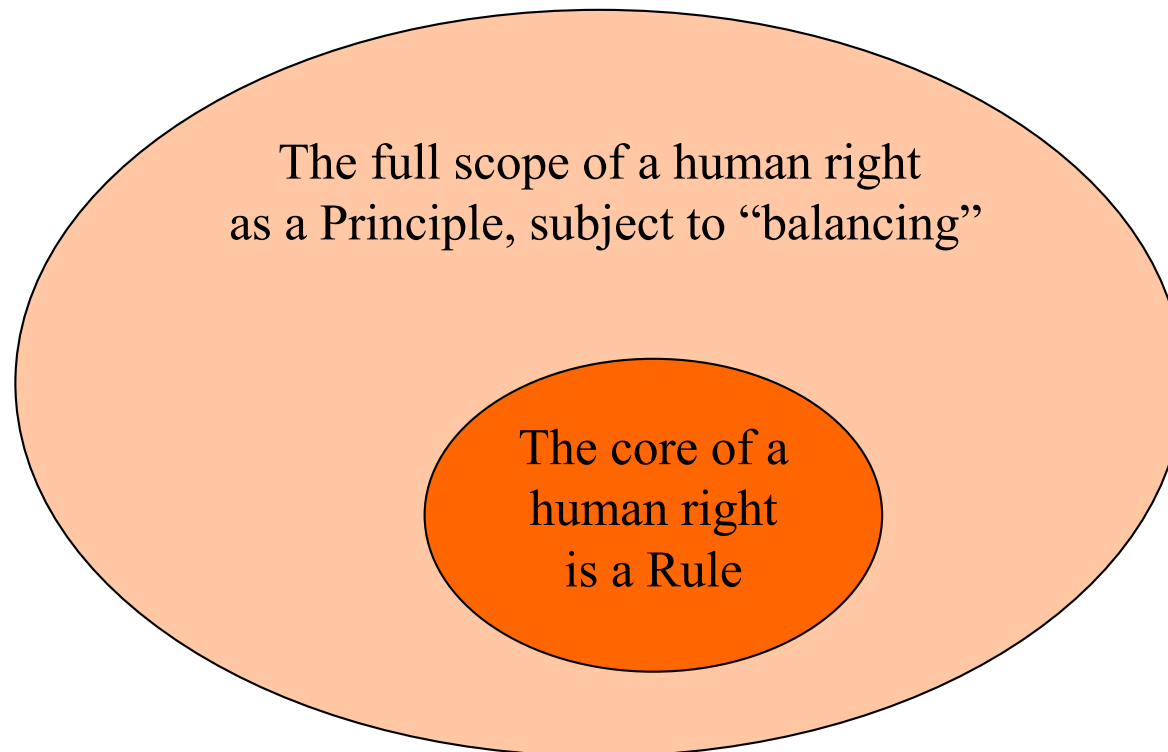 The full scope of a human right
as a Principle, subject to “balancing”
The core of a
human right
is a Rule